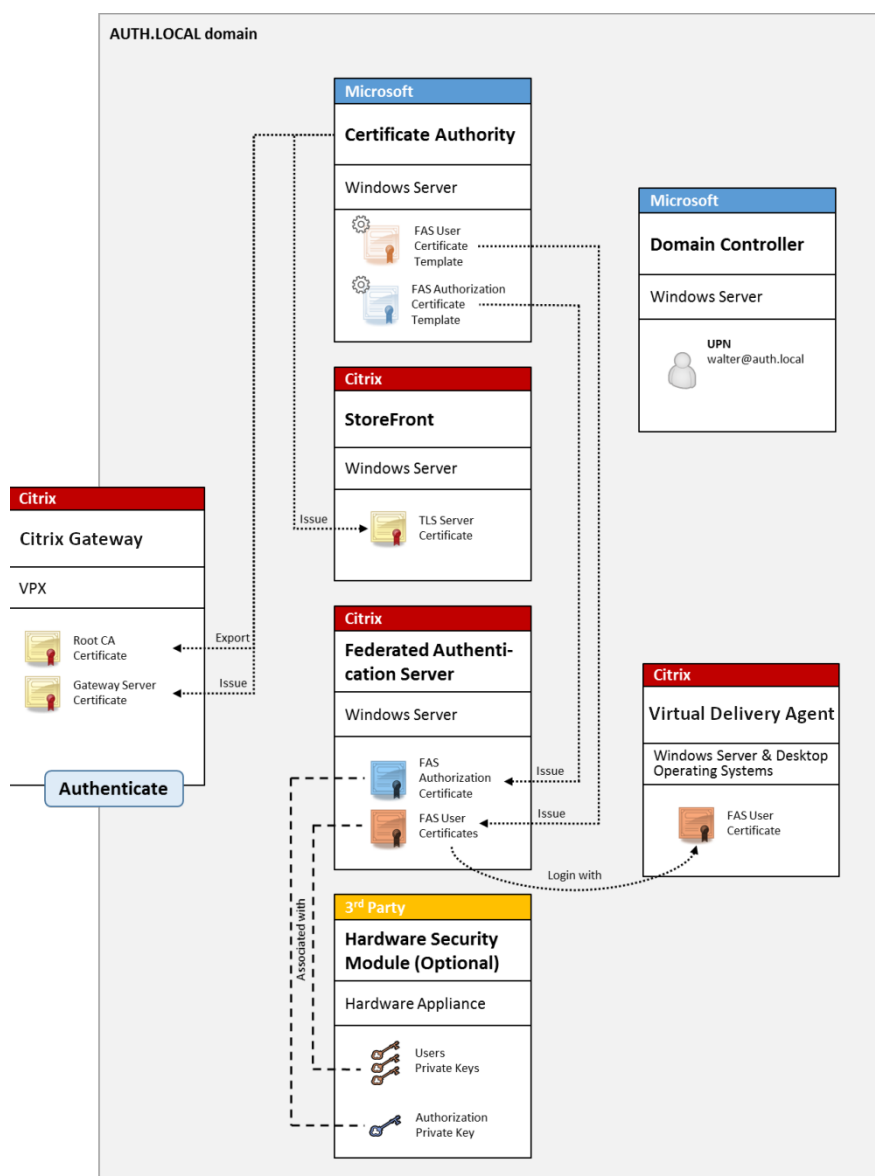 AUTH.LOCAL domain
Microsoft
Certificate Authority
Windows Server
FAS User
Certificate
Template
FAS Authorization
Certificate
Template
Microsoft
Domain Controller
Windows Server
UPN
walter@auth.local
Citrix
StoreFront
Windows Server
Issue
TLS Server
Certificate
Citrix
Citrix Gateway
VPX
Root CA
Certificate
Export
Gateway Server
Certificate
Issue
Authenticate
Citrix
Federated Authenti-
cation Server
Windows Server
FAS
Authorization
Certificate
Issue
FAS User
Certificates
Issue
Login with
Citrix
Virtual Delivery Agent
Windows Server & Desktop
Operating Systems
FAS User
Certificate
Associated with
3rd Party
Hardware Security
Module (Optional)
Hardware Appliance
Users
Private Keys
Authorization
Private Key